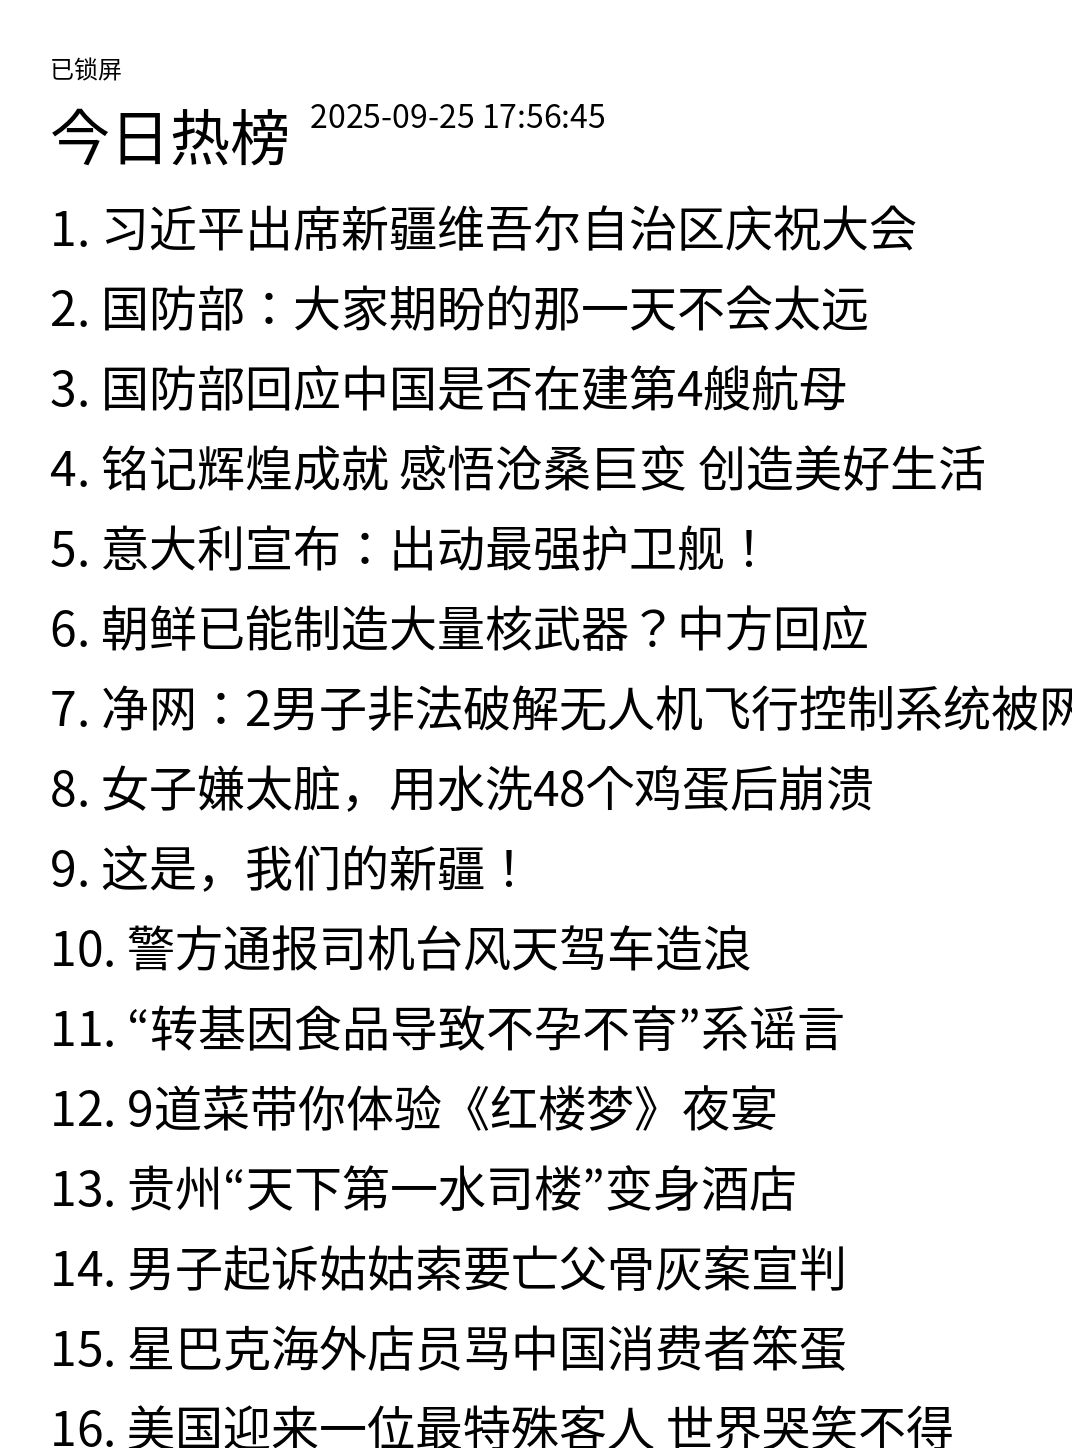 已锁屏
今日热榜 2025-09-25 17:56:45
1. 习近平出席新疆维吾尔自治区庆祝大会
2. 国防部：大家期盼的那一天不会太远
3. 国防部回应中国是否在建第4艘航母
4. 铭记辉煌成就 感悟沧桑巨变 创造美好生活
5. 意大利宣布：出动最强护卫舰！
6. 朝鲜已能制造大量核武器？中方回应
7. 净网：2男子非法破解无人机飞行控制系统被网
8. 女子嫌太脏，用水洗48个鸡蛋后崩溃
9. 这是，我们的新疆！
10. 警方通报司机台风天驾车造浪
11. “转基因食品导致不孕不育”系谣言
12. 9道菜带你体验《红楼梦》夜宴
13. 贵州“天下第一水司楼”变身酒店
14. 男子起诉姑姑索要亡父骨灰案宣判
15. 星巴克海外店员骂中国消费者笨蛋
16. 美国迎来一位最特殊客人 世界哭笑不得